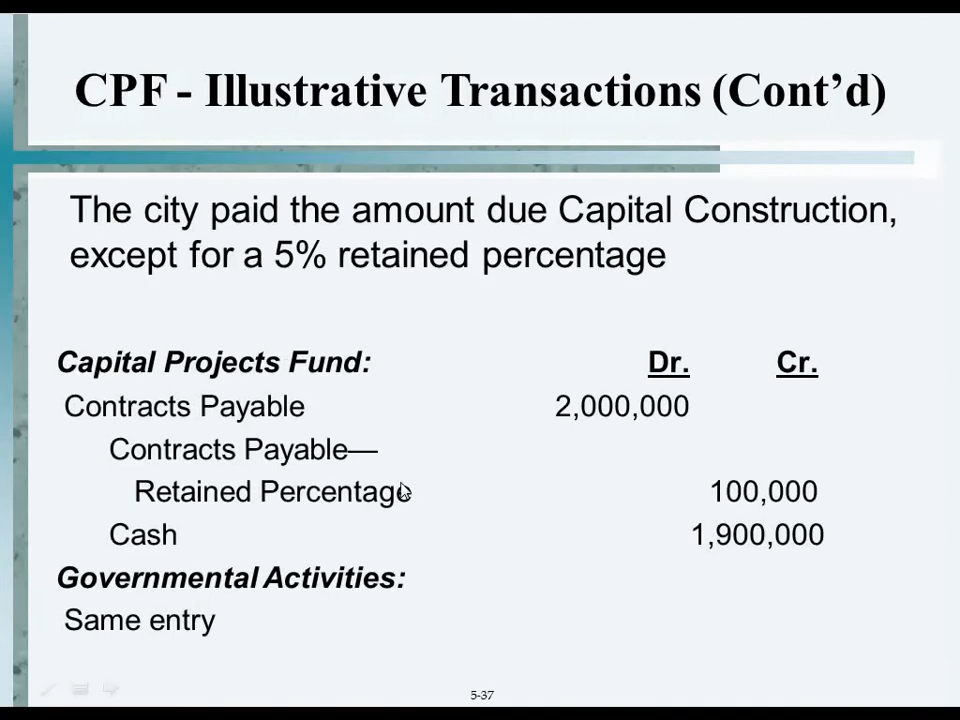 CPF - Illustrative Transactions (Cont’d)
The city paid the amount due Capital Construction,
except for a 5% retained percentage
Capital Projects Fund: Dr. Cr.
Contracts Payable 2,000,000
Contracts Payable—
Retained Percentage 100,000
Cash 1,900,000
Governmental Activities:
Same entry
5-37